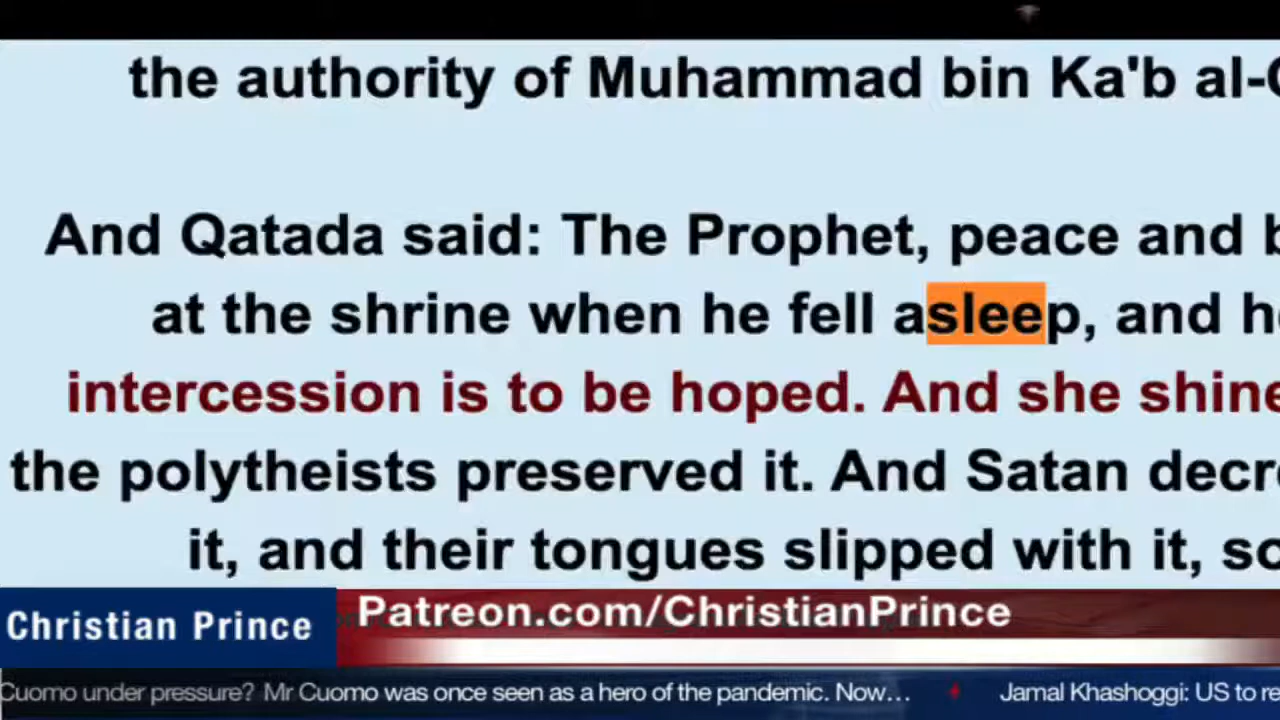 the authority of Muhammad bin Ka'b al-
And Qatada said: The Prophet, peace and
at the shrine when he fell asleep, and
intercession is to be hoped. And she shine
the polytheists preserved it. And Satan decr
it, and their tongues slipped with it, so
Christian Prince
Patreon.com/ChristianPrince
Cuomo under pressure? Mr Cuomo was once seen as a hero of the pandemic. Now… Jamal Khashoggi: US to re